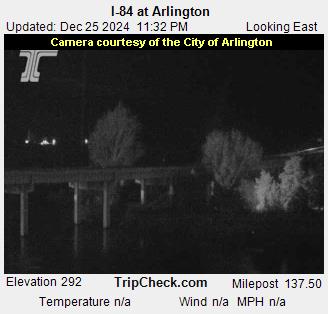 I-84 at Arlington
Updated: Dec 25 2024 11:32 PM Looking East
Camera courtesy of the City of Arlington
Elevation 292 TripCheck.com Milepost 137.50
Temperature n/a Wind n/a MPH n/a